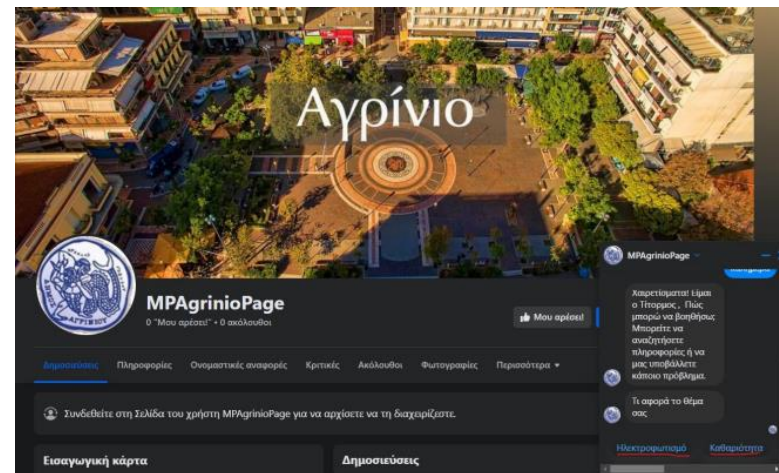 Αγρίνιο
MPAgrinioPage
0 "Μου αρέσει!" • 0 ακόλουθοι
Μου αρέσει!
Δημοσιεύσεις Πληροφορίες Ονομαστικές αναφορές Κριτικές Ακόλουθοι Φωτογραφίες Περισσότερα
Συνδεθείτε στη Σελίδα του χρήστη MPAgrinioPage για να αρχίσετε να τη διαχειρίζεστε.
Εισαγωγική κάρτα
Δημοσιεύσεις
MPAgrinioPage
Χαιρετίσματα! Είμαι
ο Τίτορμος , Πώς
μπορώ να βοηθήσω;
Μπορείτε να
αναζητήσετε
πληροφορίες ή να
μας υποβάλλετε
κάποιο πρόβλημα.
Τι αφορά το θέμα
σας
Ηλεκτροφωτισμό Καθαριότητα